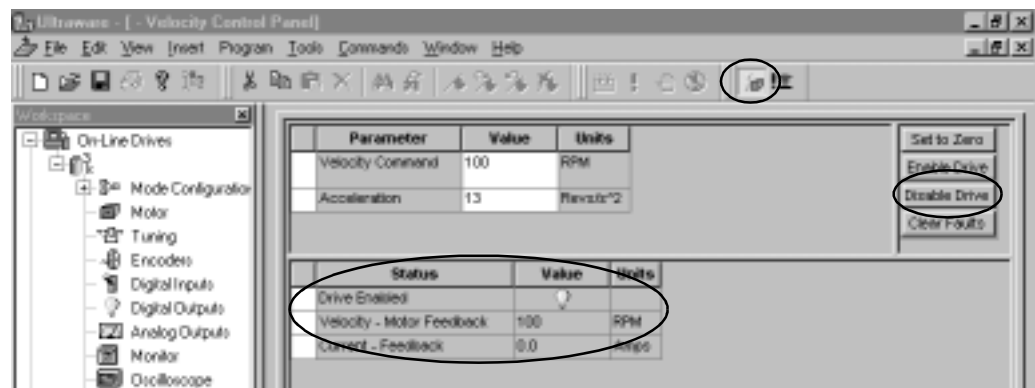 Ultraware - [ - Velocity Control Panel]
File Edit View Insert Program Tools Commands Window Help
Workspace
On-Line Drives
Mode Configuration
Motor
Tuning
Encoders
Digital Inputs
Digital Outputs
Analog Outputs
Monitor
Oscilloscope
Parameter Value Units
Velocity Command 100 RPM
Acceleration 13 Revs/s^2
Set to Zero
Enable Drive
Disable Drive
Clear Faults
Status Value Units
Drive Enabled
Velocity - Motor Feedback 100 RPM
Current - Feedback 0.0 Amps